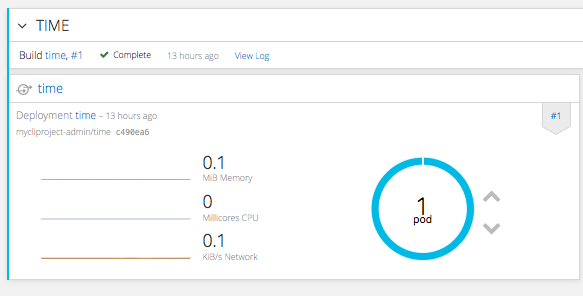 TIME
Build time, #1 Complete 13 hours ago View Log
time
Deployment time – 13 hours ago
#1
mycliproject-admin/time c490ea6
0.1
MiB Memory
0
Millicores CPU
0.1
KiB/s Network
1
pod